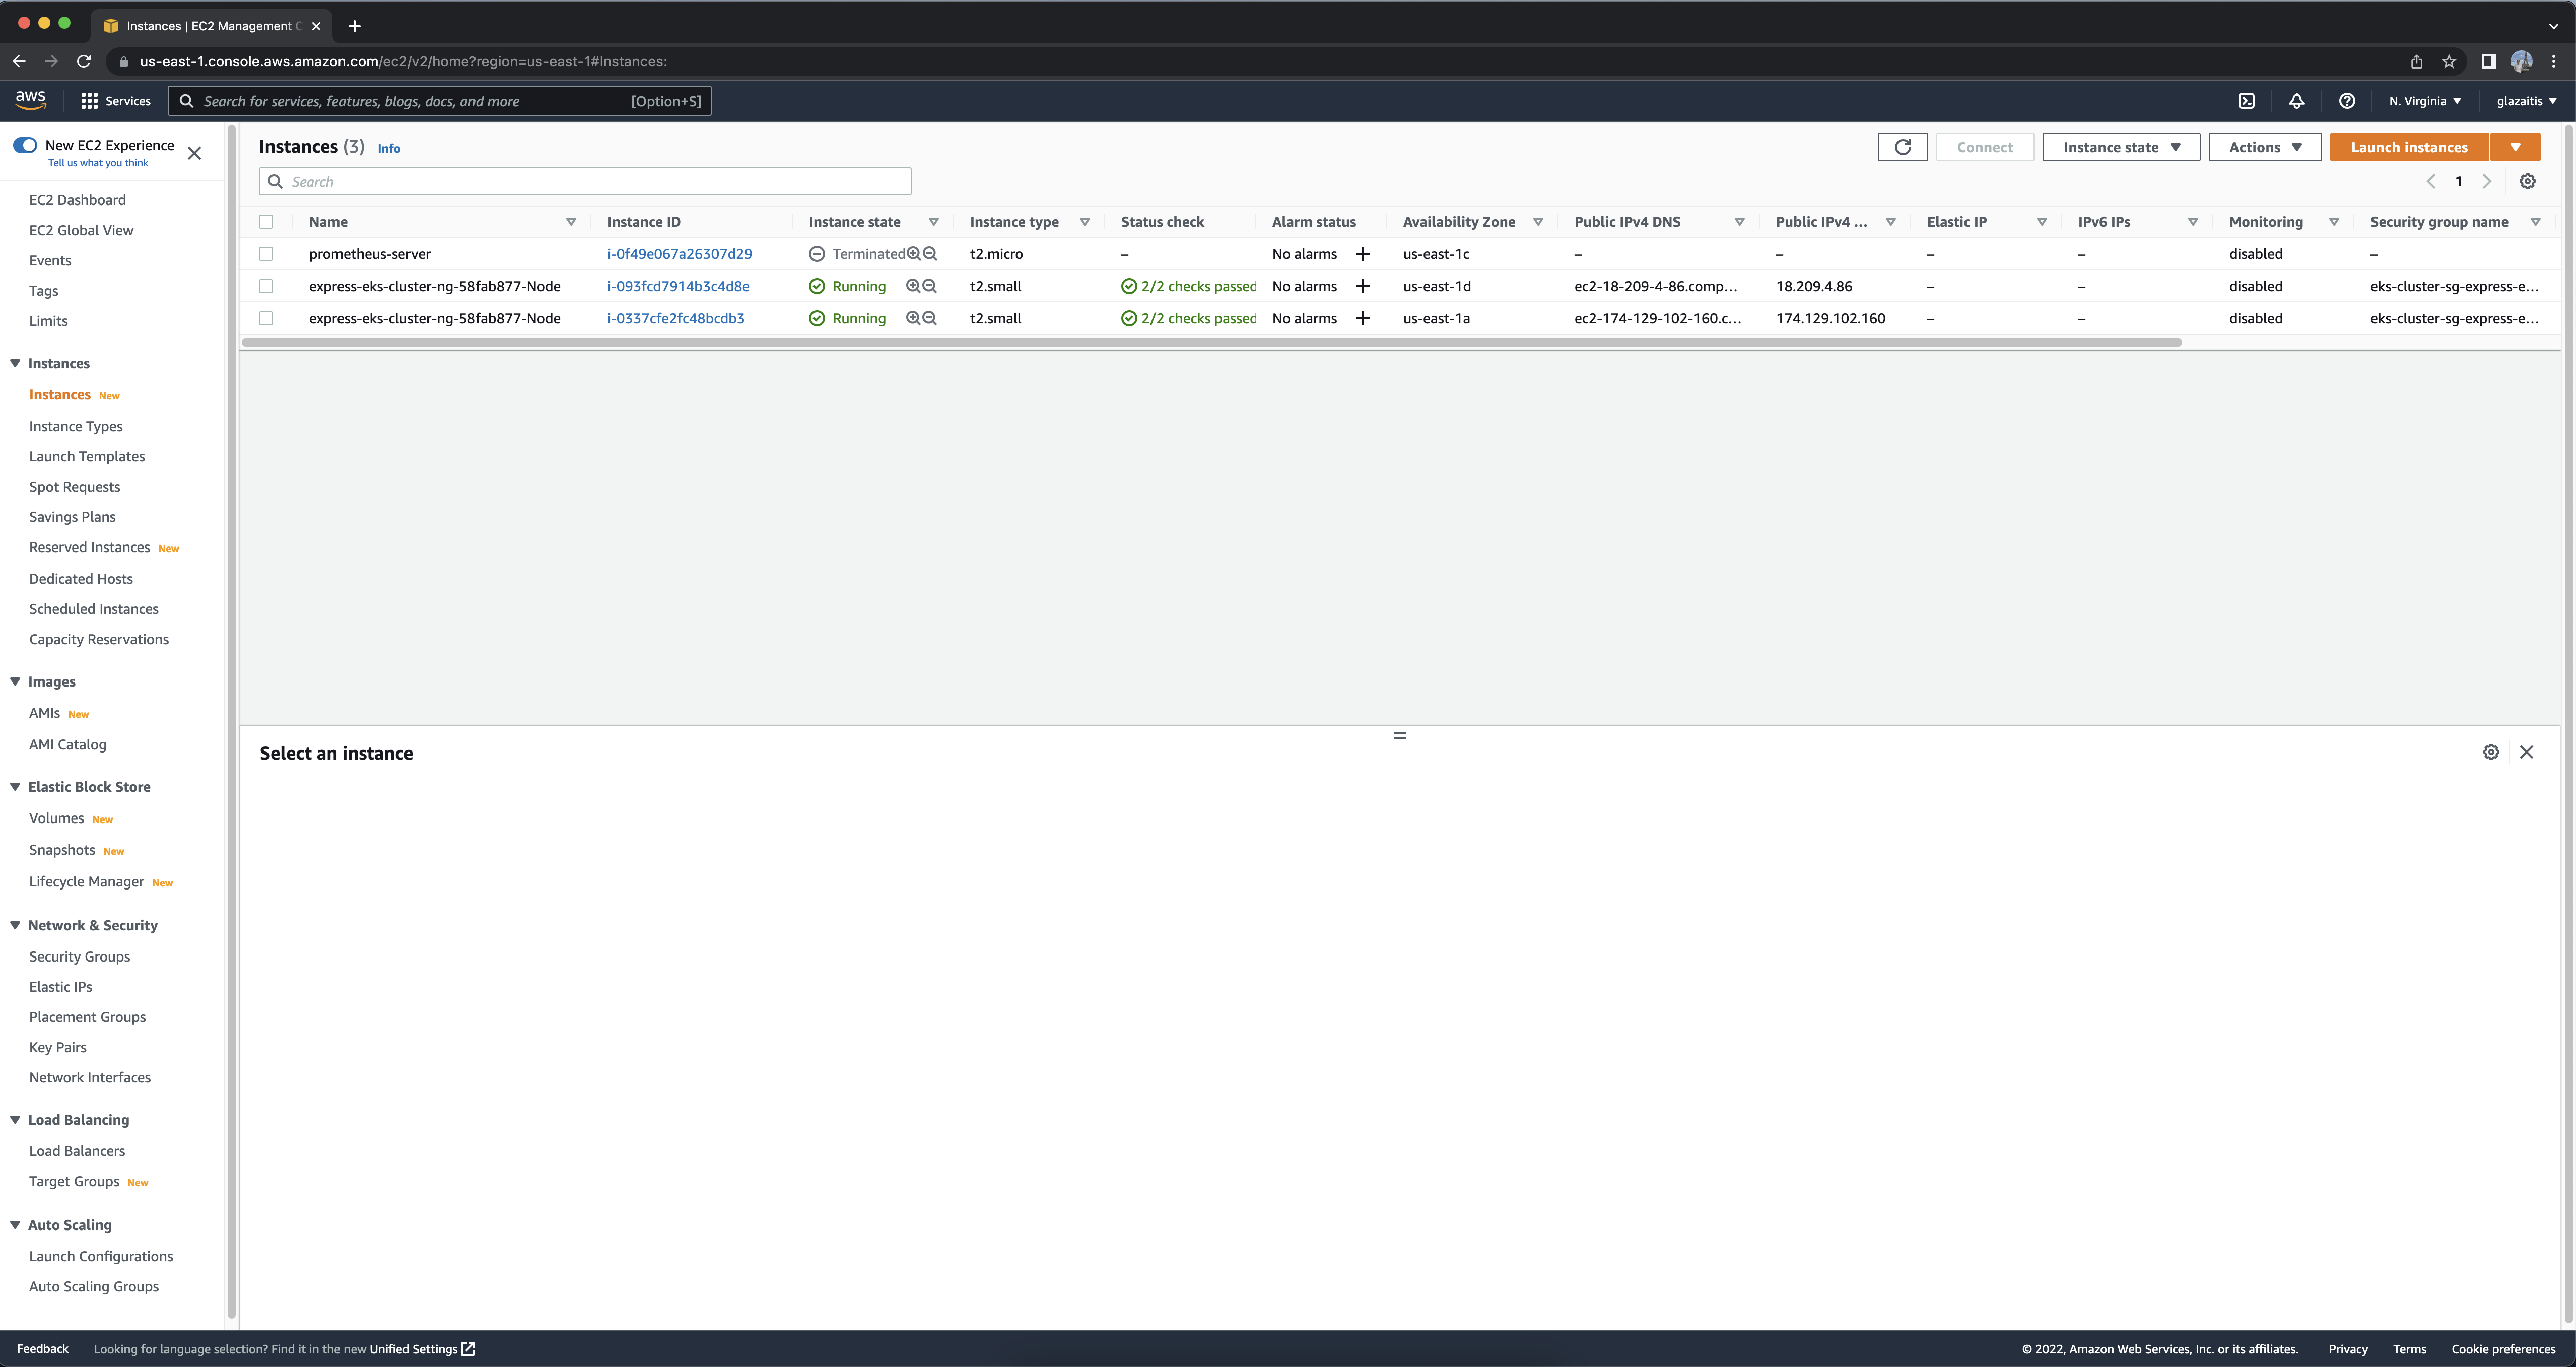 Instances | EC2 Management C
us-east-1.console.aws.amazon.com/ec2/v2/home?region=us-east-1#Instances:
aws Services Search for services, features, blogs, docs, and more [Option+S] N. Virginia glazaitis
New EC2 Experience
Tell us what you think
EC2 Dashboard
EC2 Global View
Events
Tags
Limits
Instances
Instances New
Instance Types
Launch Templates
Spot Requests
Savings Plans
Reserved Instances New
Dedicated Hosts
Scheduled Instances
Capacity Reservations
Images
AMIs New
AMI Catalog
Elastic Block Store
Volumes New
Snapshots New
Lifecycle Manager New
Network & Security
Security Groups
Elastic IPs
Placement Groups
Key Pairs
Network Interfaces
Load Balancing
Load Balancers
Target Groups New
Auto Scaling
Launch Configurations
Auto Scaling Groups
Instances (3) Info Connect Instance state Actions Launch instances
Search 1
Name Instance ID Instance state Instance type Status check Alarm status Availability Zone Public IPv4 DNS Public IPv4 ... Elastic IP IPv6 IPs Monitoring Security group name
prometheus-server i-0f49e067a26307d29 Terminated t2.micro – No alarms us-east-1c – – – – disabled –
express-eks-cluster-ng-58fab877-Node i-093fcd7914b3c4d8e Running t2.small 2/2 checks passed No alarms us-east-1d ec2-18-209-4-86.comp... 18.209.4.86 – – disabled eks-cluster-sg-express-e...
express-eks-cluster-ng-58fab877-Node i-0337cfe2fc48bcdb3 Running t2.small 2/2 checks passed No alarms us-east-1a ec2-174-129-102-160.c... 174.129.102.160 – – disabled eks-cluster-sg-express-e...
Select an instance
Feedback Looking for language selection? Find it in the new Unified Settings © 2022, Amazon Web Services, Inc. or its affiliates. Privacy Terms Cookie preferences